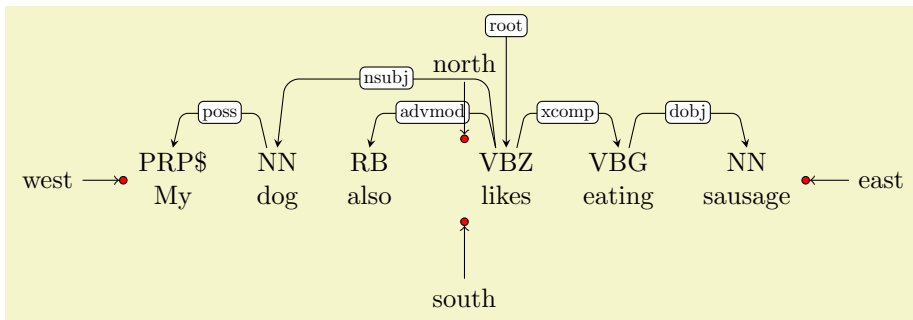 root
north
nsubj
poss advmod xcomp dobj
PRP$ NN RB VBZ VBG NN
west east
My dog also likes eating sausage
south